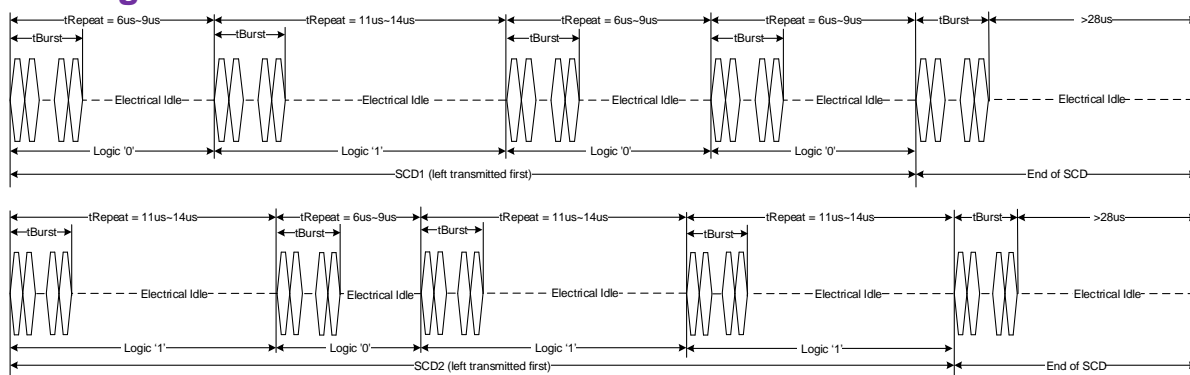 tRepeat = 6us~9us tRepeat = 11us~14us tRepeat = 6us~9us tRepeat = 6us~9us tBurst >28us
tBurst tBurst tBurst tBurst
Electrical Idle Electrical Idle Electrical Idle Electrical Idle Electrical Idle
Logic '0' Logic '1' Logic '0' Logic '0'
SCD1 (left transmitted first) End of SCD
tRepeat = 11us~14us tRepeat = 6us~9us tRepeat = 11us~14us tRepeat = 11us~14us tBurst >28us
tBurst tBurst tBurst tBurst
Electrical Idle Electrical Idle Electrical Idle Electrical Idle Electrical Idle
Logic '1' Logic '0' Logic '1' Logic '1'
SCD2 (left transmitted first) End of SCD